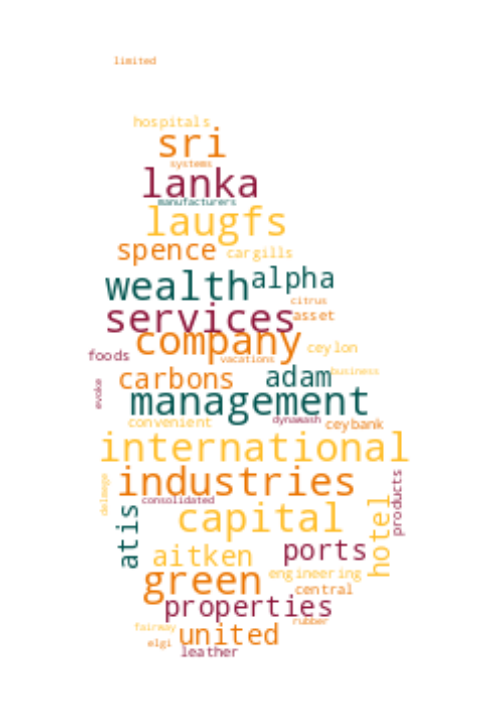 limited
hospitals
sri
systems
lanka
manufacturers
laugfs
spence cargills
wealth alpha
citrus
services asset
company ceylon
foods vacations
carbons adam business
evoke management
convenient dynawash ceybank
international
industries
delmege consolidated products
capital
atis hotel
aitken ports
green engineering
central
properties
rubber
fairway united
elgi
leather